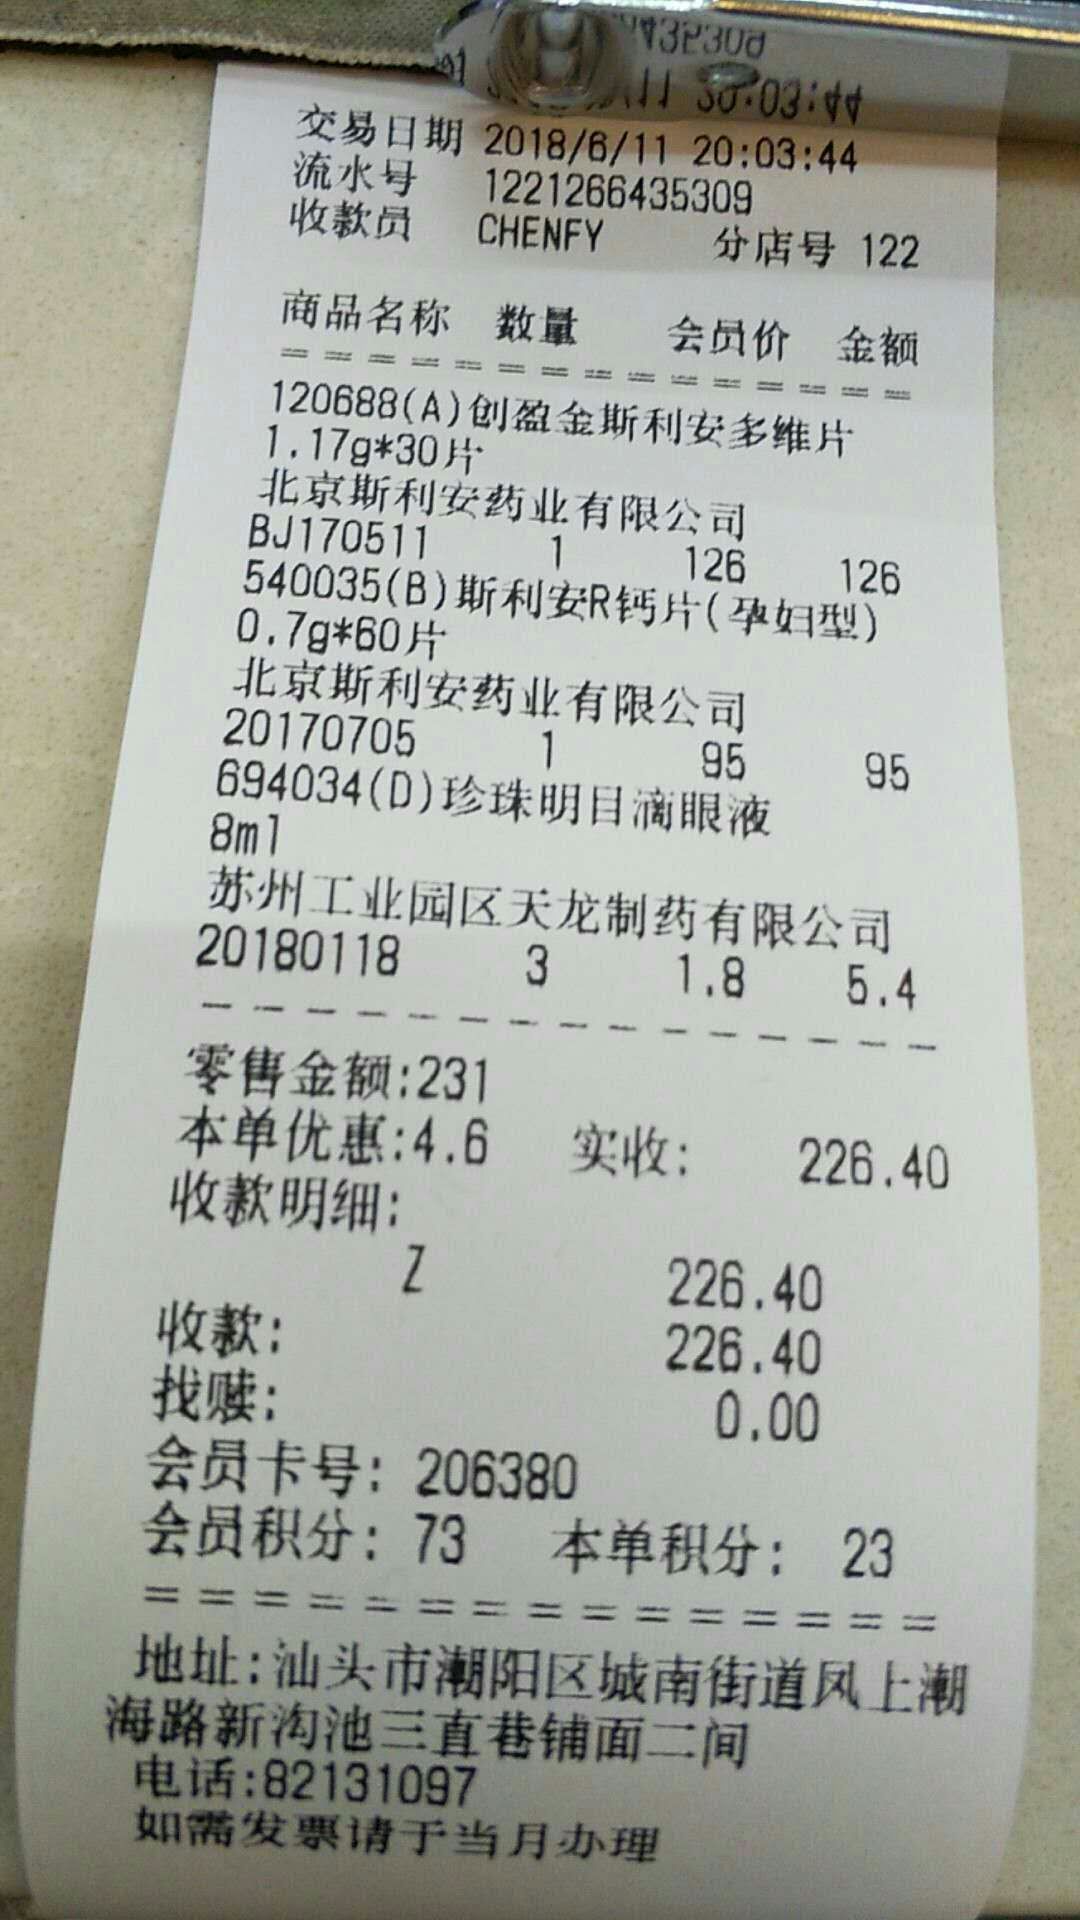 交易日期 2018/6/11 20:03:44
流水号 1221266435309
收款员 CHENFY 分店号 122
商品名称 数量 会员价 金额
================
120688(A)创盈金斯利安多维片
1.17g*30片
北京斯利安药业有限公司
BJ170511 1 126 126
540035(B)斯利安R钙片(孕妇型)
0.7g*60片
北京斯利安药业有限公司
20170705 1 95 95
694034(D)珍珠明目滴眼液
8ml
苏州工业园区天龙制药有限公司
20180118 3 1.8 5.4
---------------
零售金额:231
本单优惠:4.6 实收: 226.40
收款明细:
Z 226.40
收款: 226.40
找赎: 0.00
会员卡号: 206380
会员积分: 73 本单积分: 23
===============
地址:汕头市潮阳区城南街道凤上潮
海路新沟池三直巷铺面二间
电话:82131097
如需发票请于当月办理